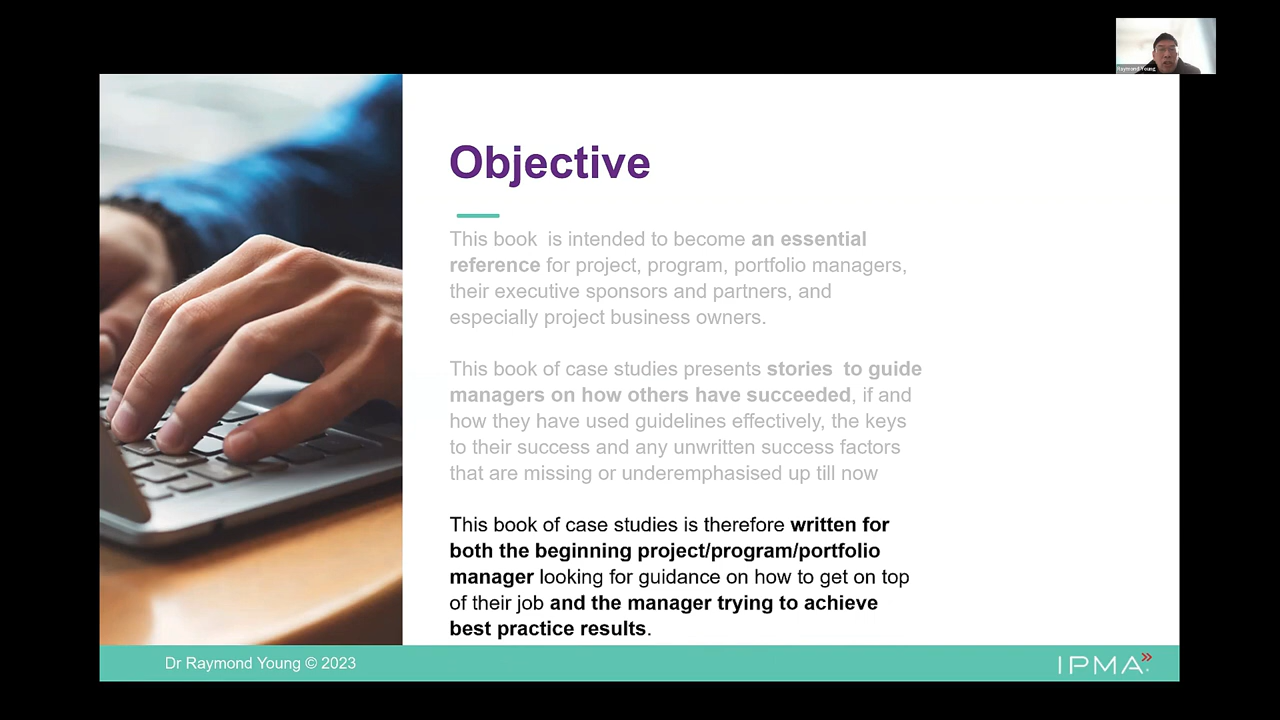 Raymond Young
Objective
This book  is intended to become an essential
reference for project, program, portfolio managers,
their executive sponsors and partners, and
especially project business owners.
This book of case studies presents stories  to guide
managers on how others have succeeded, if and
how they have used guidelines effectively, the keys
to their success and any unwritten success factors
that are missing or underemphasised up till now
This book of case studies is therefore written for
both the beginning project/program/portfolio
manager looking for guidance on how to get on top
of their job and the manager trying to achieve
best practice results.
Dr Raymond Young © 2023
IPMA